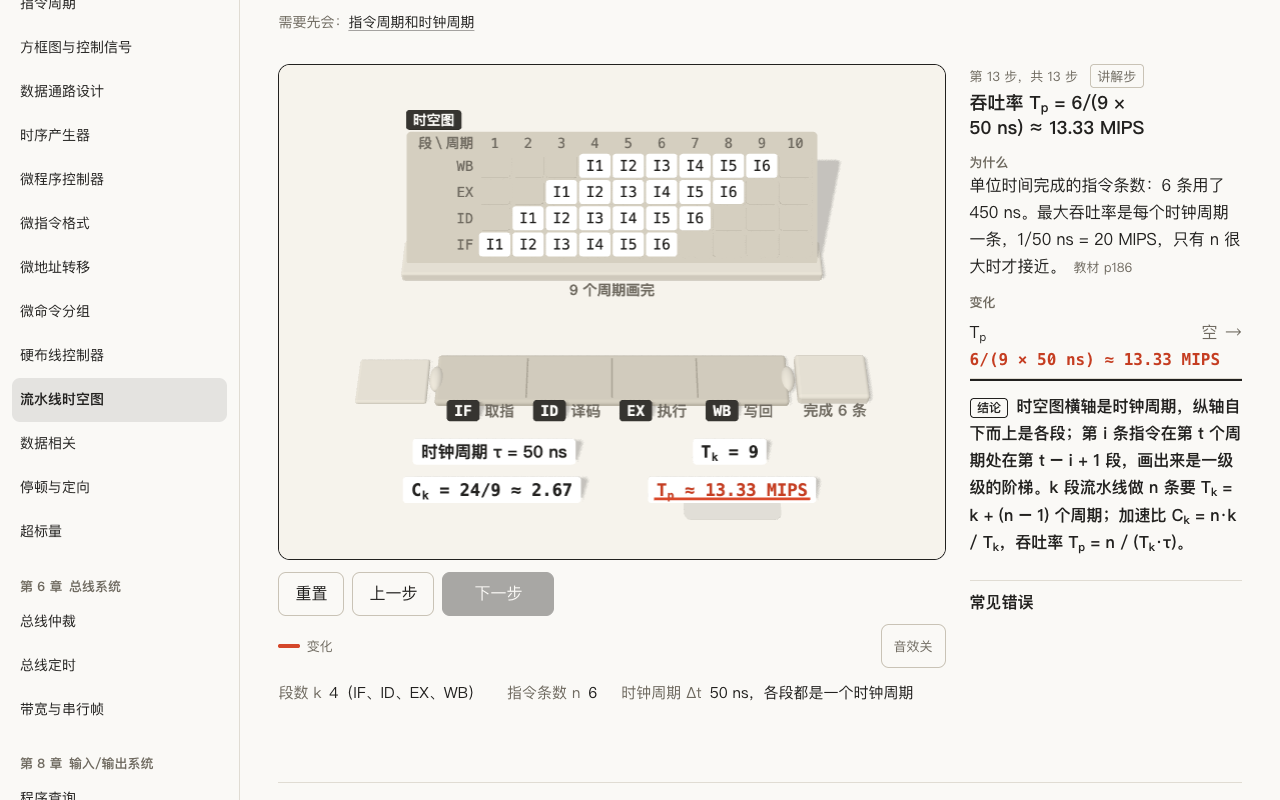 指令周期
方框图与控制信号
数据通路设计
时序产生器
微程序控制器
微指令格式
微地址转移
微命令分组
硬布线控制器
流水线时空图
数据相关
停顿与定向
超标量
第 6 章 总线系统
总线仲裁
总线定时
带宽与串行帧
第 8 章 输入/输出系统
程序查询
需要先会：指令周期和时钟周期
时空图
段 \ 周期 1 2 3 4 5 6 7 8 9 10
WB I1 I2 I3 I4 I5 I6
EX I1 I2 I3 I4 I5 I6
ID I1 I2 I3 I4 I5 I6
IF I1 I2 I3 I4 I5 I6
9 个周期画完
IF 取指 ID 译码 EX 执行 WB 写回 完成 6 条
时钟周期 τ = 50 ns
Tk = 9
Ck = 24/9 ≈ 2.67
Tp ≈ 13.33 MIPS
重置 上一步 下一步
变化
音效关
段数 k 4（IF、ID、EX、WB） 指令条数 n 6 时钟周期 Δt 50 ns，各段都是一个时钟周期
第 13 步，共 13 步 讲解步
吞吐率 Tp = 6/(9 ×
50 ns) ≈ 13.33 MIPS
为什么
单位时间完成的指令条数：6 条用了
450 ns。最大吞吐率是每个时钟周期
一条，1/50 ns = 20 MIPS，只有 n 很
大时才接近。 教材 p186
变化
Tp 空 →
6/(9 × 50 ns) ≈ 13.33 MIPS
结论 时空图横轴是时钟周期，纵轴自
下而上是各段；第 i 条指令在第 t 个周
期处在第 t − i + 1 段，画出来是一级
级的阶梯。k 段流水线做 n 条要 Tk =
k + (n − 1) 个周期；加速比 Ck = n·k
/ Tk，吞吐率 Tp = n / (Tk·τ)。
常见错误